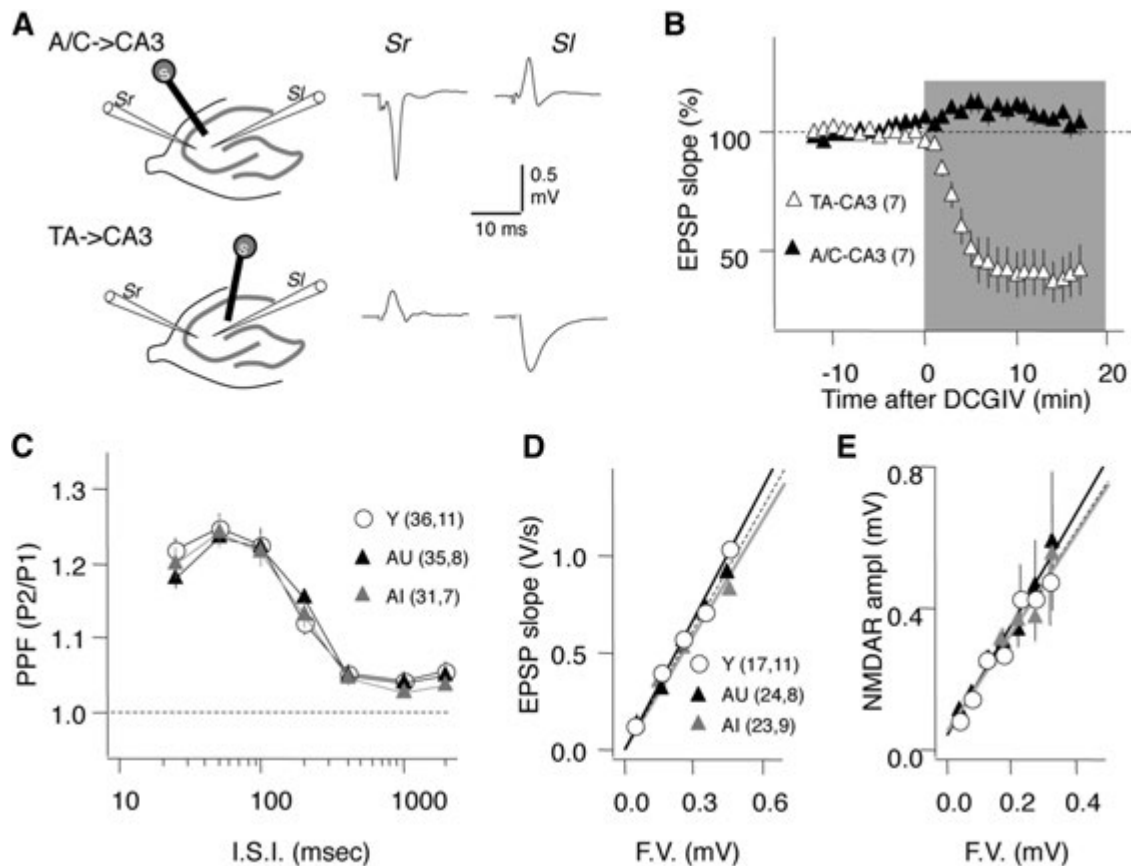 A
A/C->CA3
Sr
Sl
s
Sr
Sl
0.5
mV
10 ms
TA->CA3
s
Sr
Sl
B
EPSP slope (%)
100
50
TA-CA3 (7)
A/C-CA3 (7)
-10
0
10
20
Time after DCGIV (min)
C
PPF (P2/P1)
1.3
1.2
1.1
1.0
Y (36,11)
AU (35,8)
AI (31,7)
10
100
1000
I.S.I. (msec)
D
EPSP slope (V/s)
1.0
0.5
0.0
Y (17,11)
AU (24,8)
AI (23,9)
0.0
0.3
0.6
F.V. (mV)
E
NMDAR ampl (mV)
0.8
0.4
0.0
0.0
0.2
0.4
F.V. (mV)